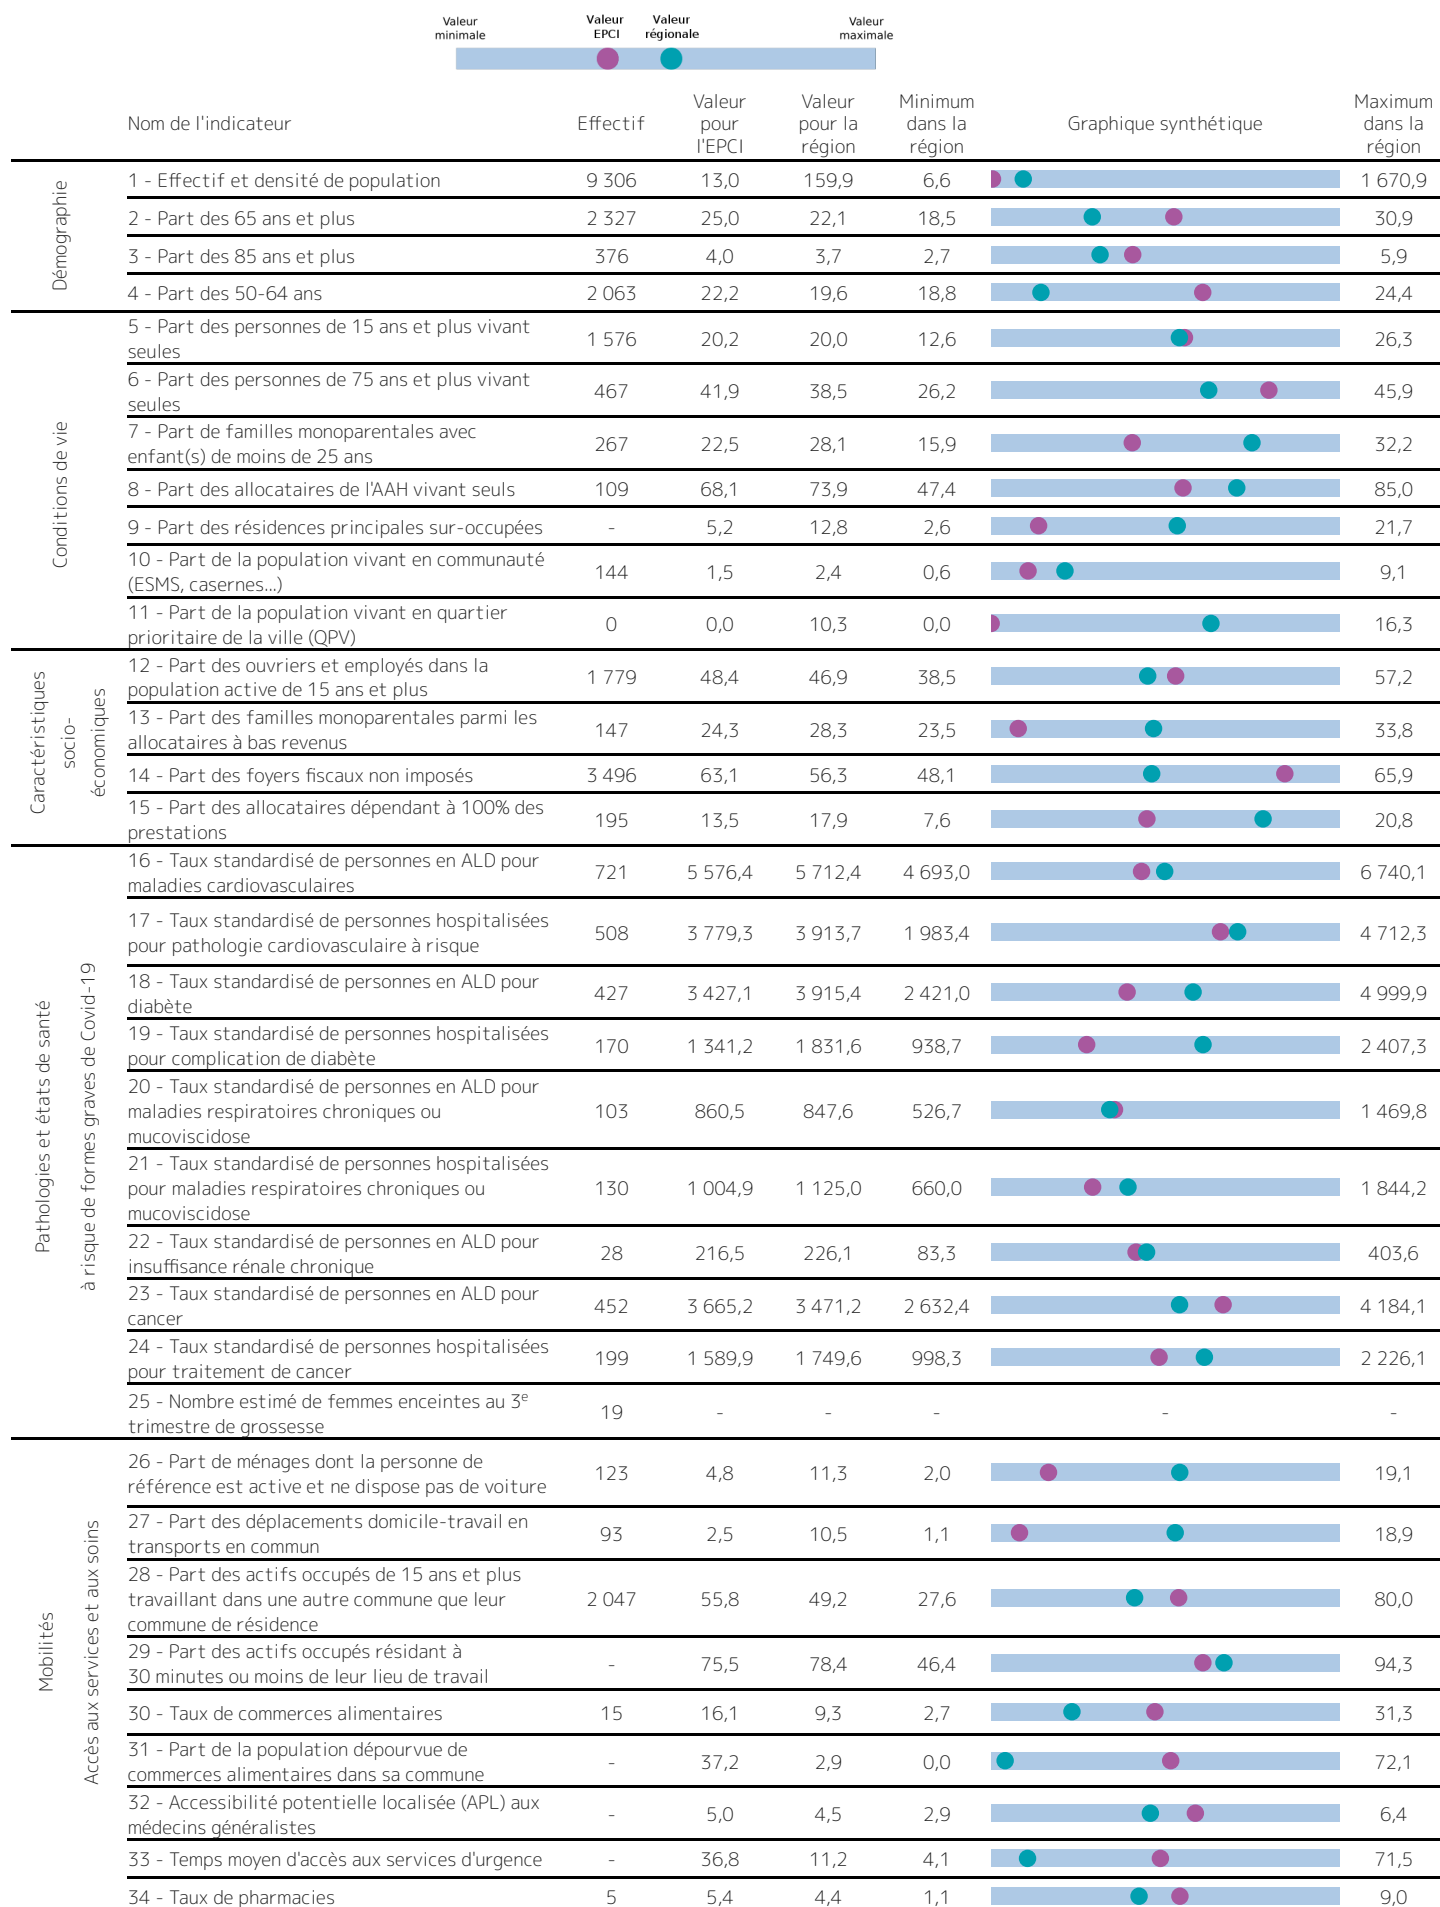 Valeur minimale
Valeur EPCI
Valeur régionale
Valeur maximale
Nom de l'indicateur
Effectif
Valeur pour l'EPCI
Valeur pour la région
Minimum dans la région
Graphique synthétique
Maximum dans la région
Démographie
1 - Effectif et densité de population 9 306 13,0 159,9 6,6 1 670,9
2 - Part des 65 ans et plus 2 327 25,0 22,1 18,5 30,9
3 - Part des 85 ans et plus 376 4,0 3,7 2,7 5,9
4 - Part des 50-64 ans 2 063 22,2 19,6 18,8 24,4
Conditions de vie
5 - Part des personnes de 15 ans et plus vivant
seules 1 576 20,2 20,0 12,6 26,3
6 - Part des personnes de 75 ans et plus vivant
seules 467 41,9 38,5 26,2 45,9
7 - Part de familles monoparentales avec
enfant(s) de moins de 25 ans 267 22,5 28,1 15,9 32,2
8 - Part des allocataires de l'AAH vivant seuls 109 68,1 73,9 47,4 85,0
9 - Part des résidences principales sur-occupées - 5,2 12,8 2,6 21,7
10 - Part de la population vivant en communauté
(ESMS, casernes...) 144 1,5 2,4 0,6 9,1
11 - Part de la population vivant en quartier
prioritaire de la ville (QPV) 0 0,0 10,3 0,0 16,3
Caractéristiques
socio-
économiques
12 - Part des ouvriers et employés dans la
population active de 15 ans et plus 1 779 48,4 46,9 38,5 57,2
13 - Part des familles monoparentales parmi les
allocataires à bas revenus 147 24,3 28,3 23,5 33,8
14 - Part des foyers fiscaux non imposés 3 496 63,1 56,3 48,1 65,9
15 - Part des allocataires dépendant à 100% des
prestations 195 13,5 17,9 7,6 20,8
Pathologies et états de santé
à risque de formes graves de Covid-19
16 - Taux standardisé de personnes en ALD pour
maladies cardiovasculaires 721 5 576,4 5 712,4 4 693,0 6 740,1
17 - Taux standardisé de personnes hospitalisées
pour pathologie cardiovasculaire à risque 508 3 779,3 3 913,7 1 983,4 4 712,3
18 - Taux standardisé de personnes en ALD pour
diabète 427 3 427,1 3 915,4 2 421,0 4 999,9
19 - Taux standardisé de personnes hospitalisées
pour complication de diabète 170 1 341,2 1 831,6 938,7 2 407,3
20 - Taux standardisé de personnes en ALD pour
maladies respiratoires chroniques ou
mucoviscidose 103 860,5 847,6 526,7 1 469,8
21 - Taux standardisé de personnes hospitalisées
pour maladies respiratoires chroniques ou
mucoviscidose 130 1 004,9 1 125,0 660,0 1 844,2
22 - Taux standardisé de personnes en ALD pour
insuffisance rénale chronique 28 216,5 226,1 83,3 403,6
23 - Taux standardisé de personnes en ALD pour
cancer 452 3 665,2 3 471,2 2 632,4 4 184,1
24 - Taux standardisé de personnes hospitalisées
pour traitement de cancer 199 1 589,9 1 749,6 998,3 2 226,1
25 - Nombre estimé de femmes enceintes au 3e
trimestre de grossesse 19 - - - - -
Mobilités
Accès aux services et aux soins
26 - Part de ménages dont la personne de
référence est active et ne dispose pas de voiture 123 4,8 11,3 2,0 19,1
27 - Part des déplacements domicile-travail en
transports en commun 93 2,5 10,5 1,1 18,9
28 - Part des actifs occupés de 15 ans et plus
travaillant dans une autre commune que leur
commune de résidence 2 047 55,8 49,2 27,6 80,0
29 - Part des actifs occupés résidant à
30 minutes ou moins de leur lieu de travail - 75,5 78,4 46,4 94,3
30 - Taux de commerces alimentaires 15 16,1 9,3 2,7 31,3
31 - Part de la population dépourvue de
commerces alimentaires dans sa commune - 37,2 2,9 0,0 72,1
32 - Accessibilité potentielle localisée (APL) aux
médecins généralistes - 5,0 4,5 2,9 6,4
33 - Temps moyen d'accès aux services d'urgence - 36,8 11,2 4,1 71,5
34 - Taux de pharmacies 5 5,4 4,4 1,1 9,0